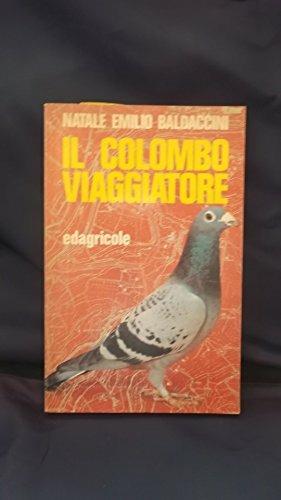 NATALE EMILIO BALDACCINI
IL COLOMBO
VIAGGIATORE
edagricole